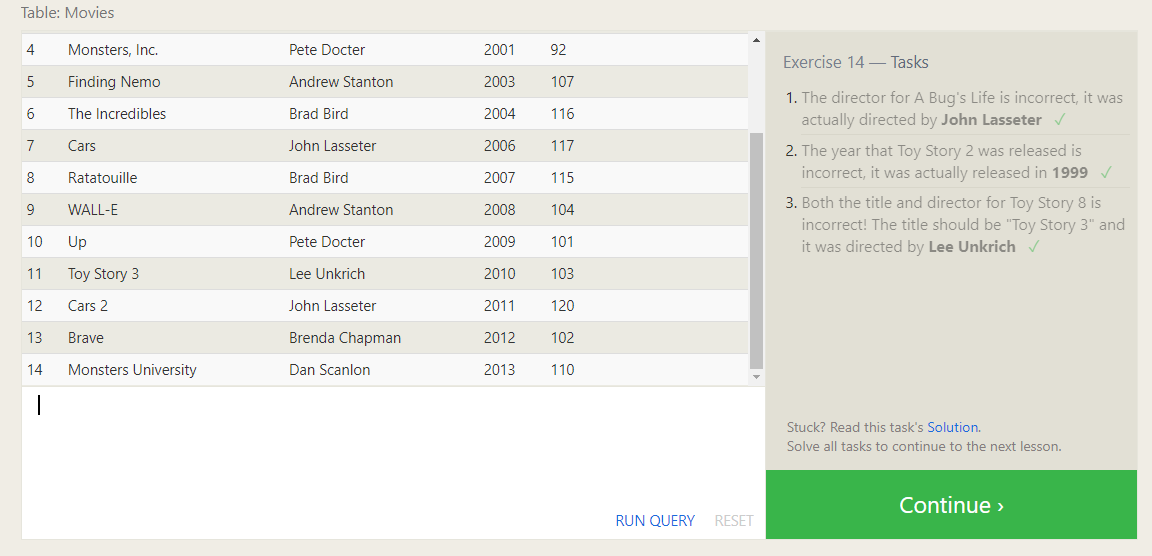 Table: Movies
4 Monsters, Inc. Pete Docter 2001 92
5 Finding Nemo Andrew Stanton 2003 107
6 The Incredibles Brad Bird 2004 116
7 Cars John Lasseter 2006 117
8 Ratatouille Brad Bird 2007 115
9 WALL-E Andrew Stanton 2008 104
10 Up Pete Docter 2009 101
11 Toy Story 3 Lee Unkrich 2010 103
12 Cars 2 John Lasseter 2011 120
13 Brave Brenda Chapman 2012 102
14 Monsters University Dan Scanlon 2013 110
RUN QUERY RESET
Exercise 14 — Tasks
1. The director for A Bug's Life is incorrect, it was
actually directed by John Lasseter ✓
2. The year that Toy Story 2 was released is
incorrect, it was actually released in 1999 ✓
3. Both the title and director for Toy Story 8 is
incorrect! The title should be "Toy Story 3" and
it was directed by Lee Unkrich ✓
Stuck? Read this task's Solution.
Solve all tasks to continue to the next lesson.
Continue ›